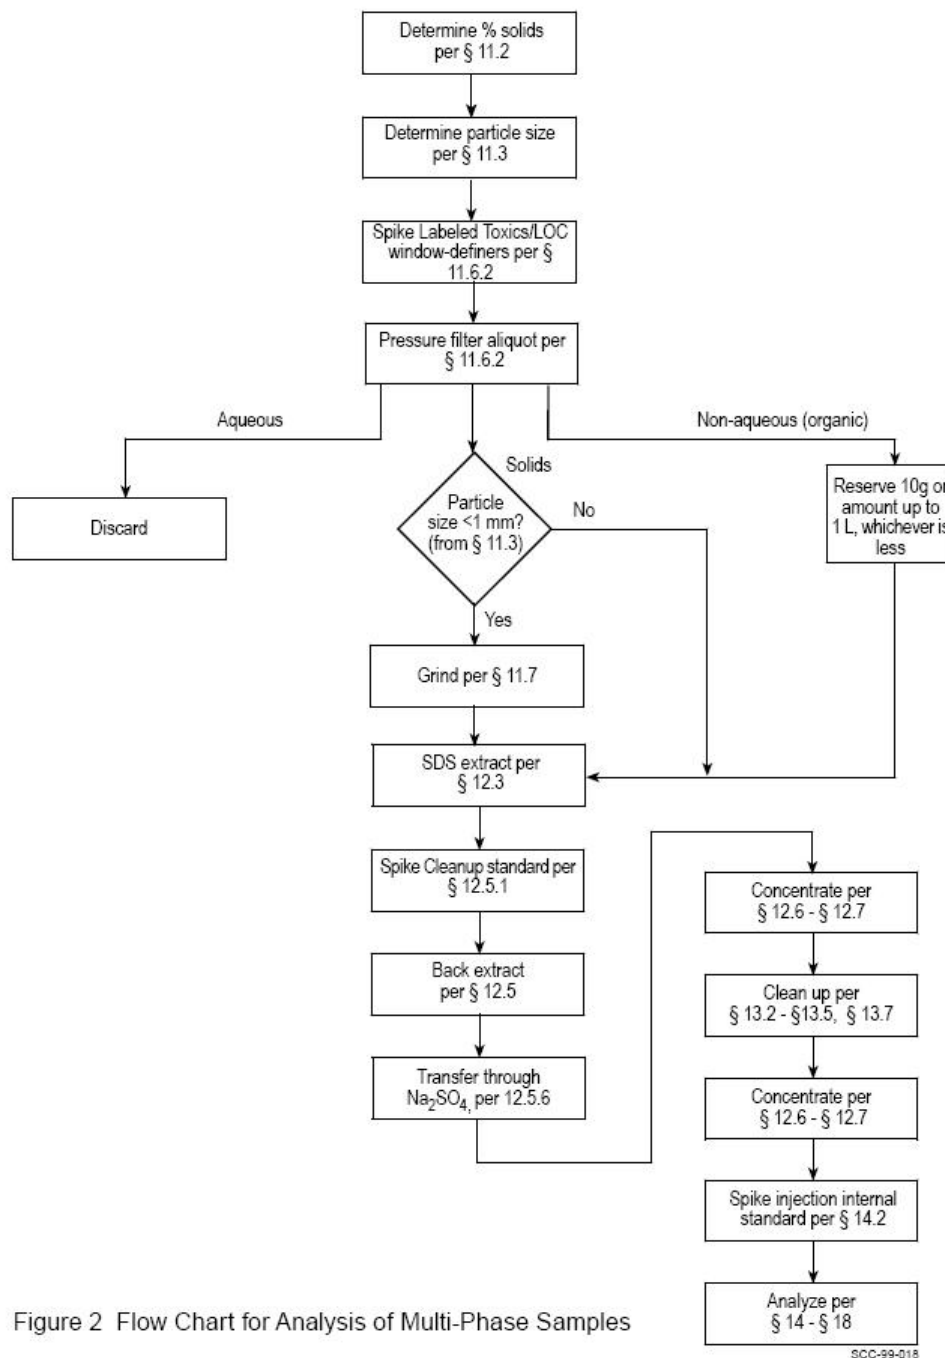 Determine % solids
per § 11.2
Determine particle size
per § 11.3
Spike Labeled Toxics/LOC
window-definers per §
11.6.2
Pressure filter aliquot per
§ 11.6.2
Aqueous
Non-aqueous (organic)
Solids
Discard
Particle
size <1 mm?
(from § 11.3)
No
Reserve 10g or
amount up to
1 L, whichever is
less
Yes
Grind per § 11.7
SDS extract per
§ 12.3
Spike Cleanup standard per
§ 12.5.1
Back extract
per § 12.5
Transfer through
Na₂SO₄, per 12.5.6
Concentrate per
§ 12.6 - § 12.7
Clean up per
§ 13.2 - §13.5, § 13.7
Concentrate per
§ 12.6 - § 12.7
Spike injection internal
standard per § 14.2
Analyze per
§ 14 - § 18
Figure 2 Flow Chart for Analysis of Multi-Phase Samples
SCC-99-018